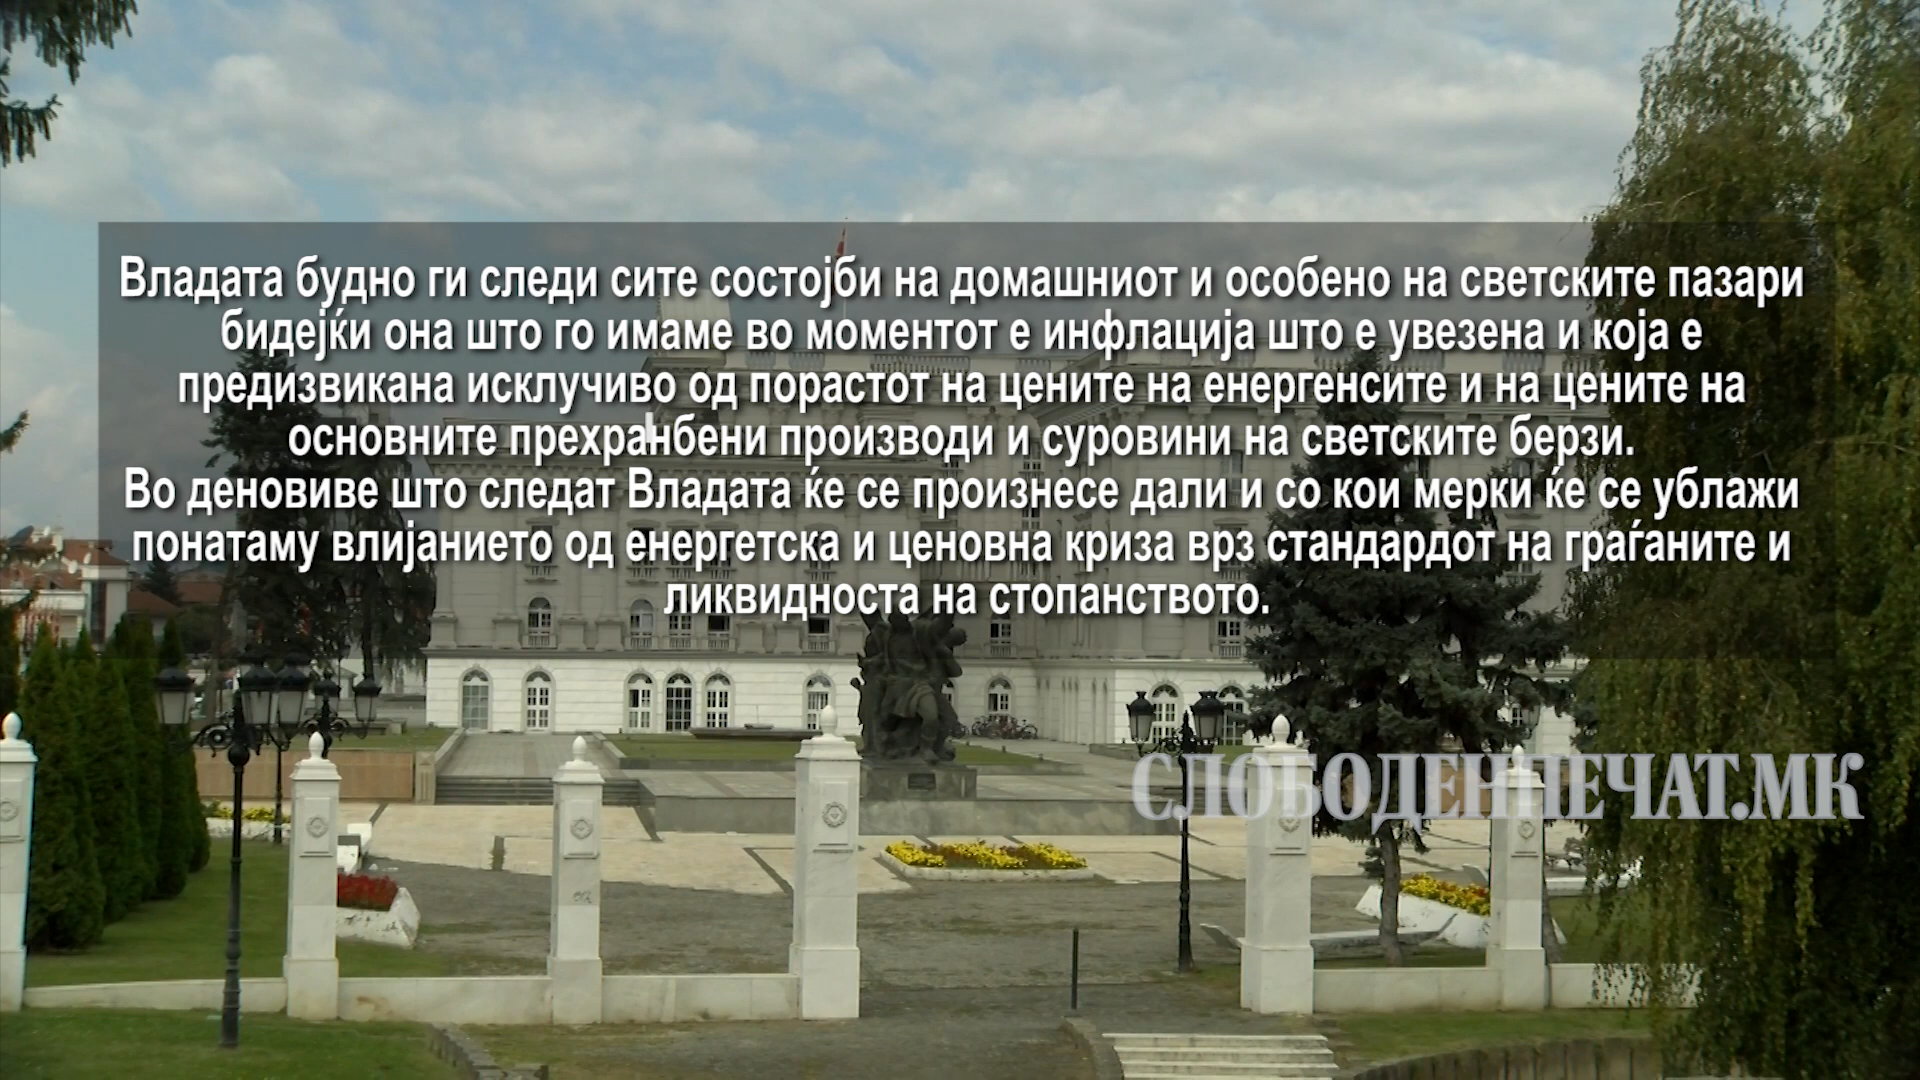 Владата будно ги следи сите состојби на домашниот и особено на светските пазари
бидејќи она што го имаме во моментот е инфлација што е увезена и која е
предизвикана исклучиво од порастот на цените на енергенсите и на цените на
основните прехранбени производи и суровини на светските берзи.
Во деновиве што следат Владата ќе се произнесе дали и со кои мерки ќе се ублажи
понатаму влијанието од енергетска и ценовна криза врз стандардот на граѓаните и
ликвидноста на стопанството.
СЛОБОДЕНПЕЧАТ.МК